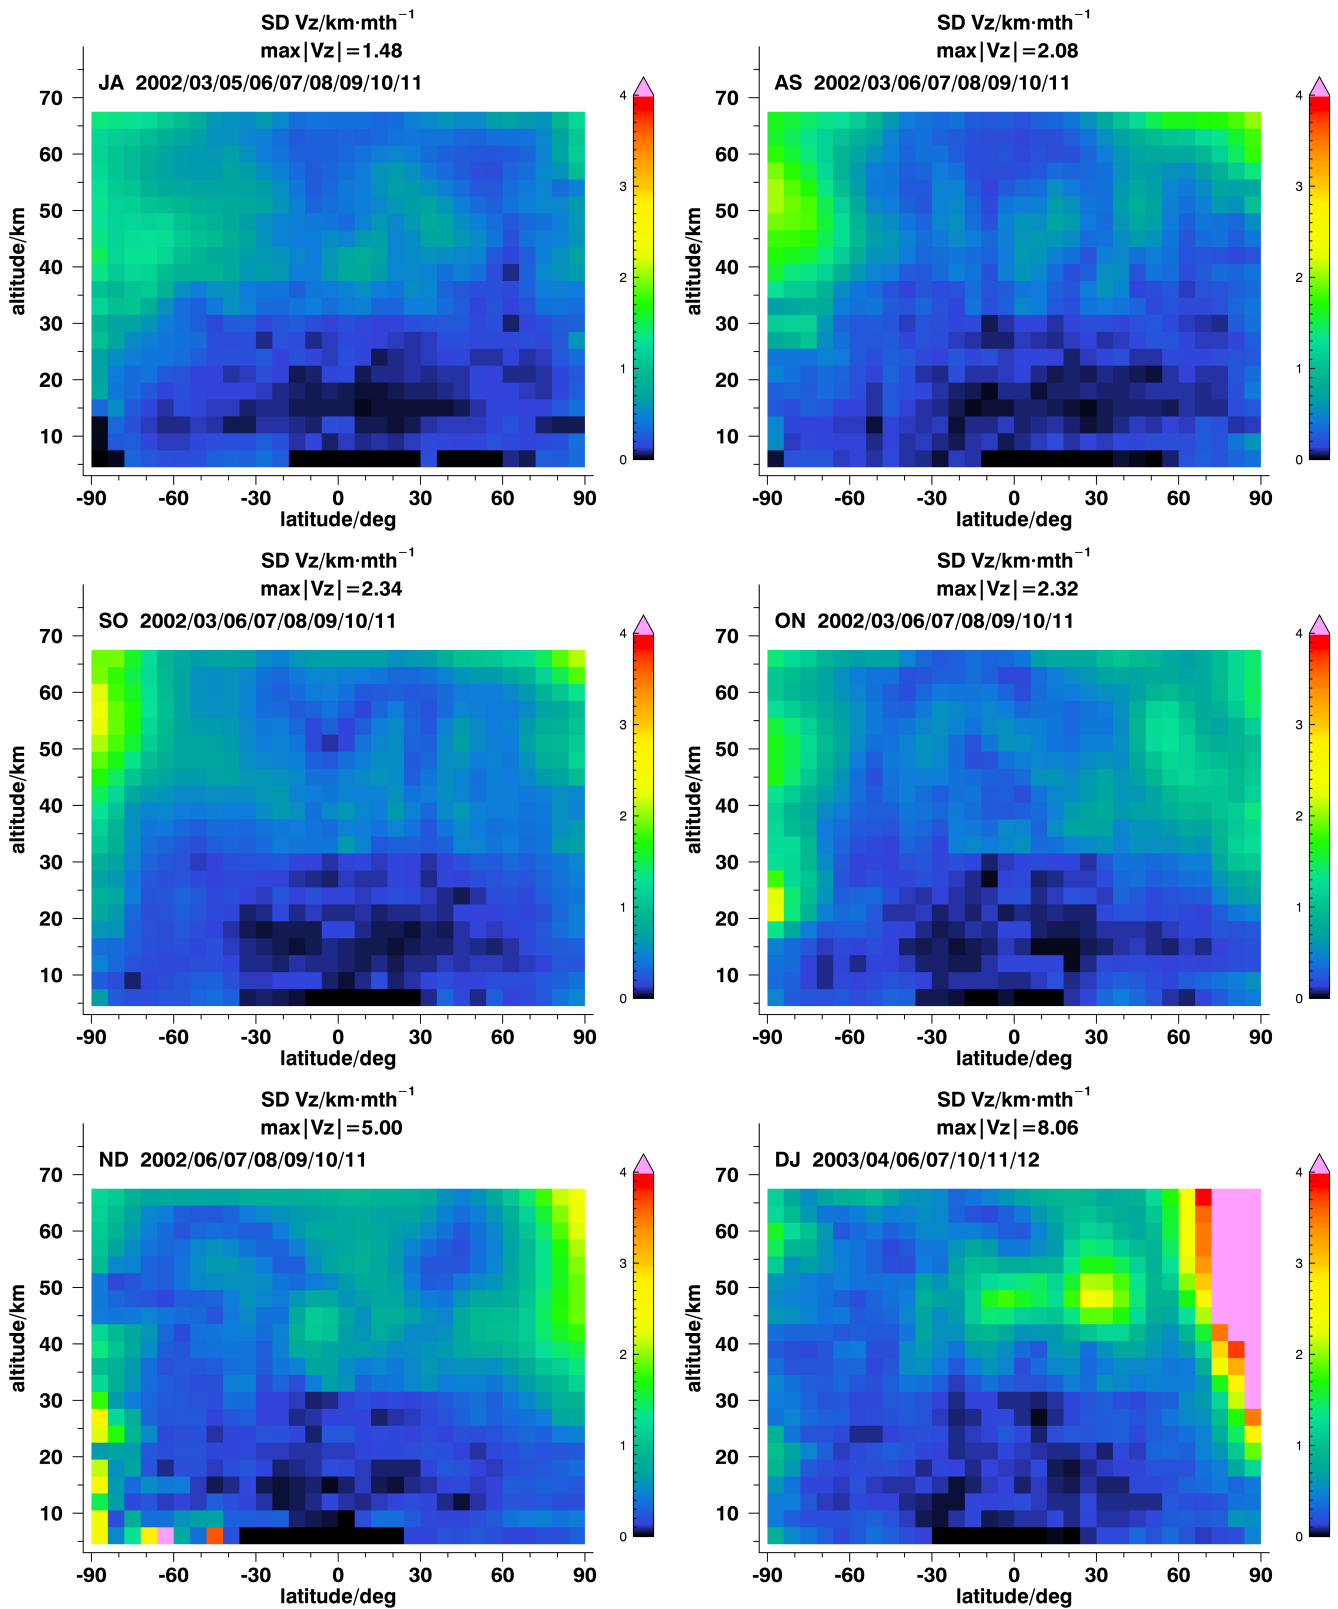 SD Vz/km·mth−1
max|Vz|=1.48
JA 2002/03/05/06/07/08/09/10/11
70
60
50
40
30
20
10
altitude/km
-90 -60 -30 0 30 60 90
latitude/deg
4
3
2
1
0
SD Vz/km·mth−1
max|Vz|=2.08
AS 2002/03/06/07/08/09/10/11
70
60
50
40
30
20
10
altitude/km
-90 -60 -30 0 30 60 90
latitude/deg
4
3
2
1
0
SD Vz/km·mth−1
max|Vz|=2.34
SO 2002/03/06/07/08/09/10/11
70
60
50
40
30
20
10
altitude/km
-90 -60 -30 0 30 60 90
latitude/deg
4
3
2
1
0
SD Vz/km·mth−1
max|Vz|=2.32
ON 2002/03/06/07/08/09/10/11
70
60
50
40
30
20
10
altitude/km
-90 -60 -30 0 30 60 90
latitude/deg
4
3
2
1
0
SD Vz/km·mth−1
max|Vz|=5.00
ND 2002/06/07/08/09/10/11
70
60
50
40
30
20
10
altitude/km
-90 -60 -30 0 30 60 90
latitude/deg
4
3
2
1
0
SD Vz/km·mth−1
max|Vz|=8.06
DJ 2003/04/06/07/10/11/12
70
60
50
40
30
20
10
altitude/km
-90 -60 -30 0 30 60 90
latitude/deg
4
3
2
1
0